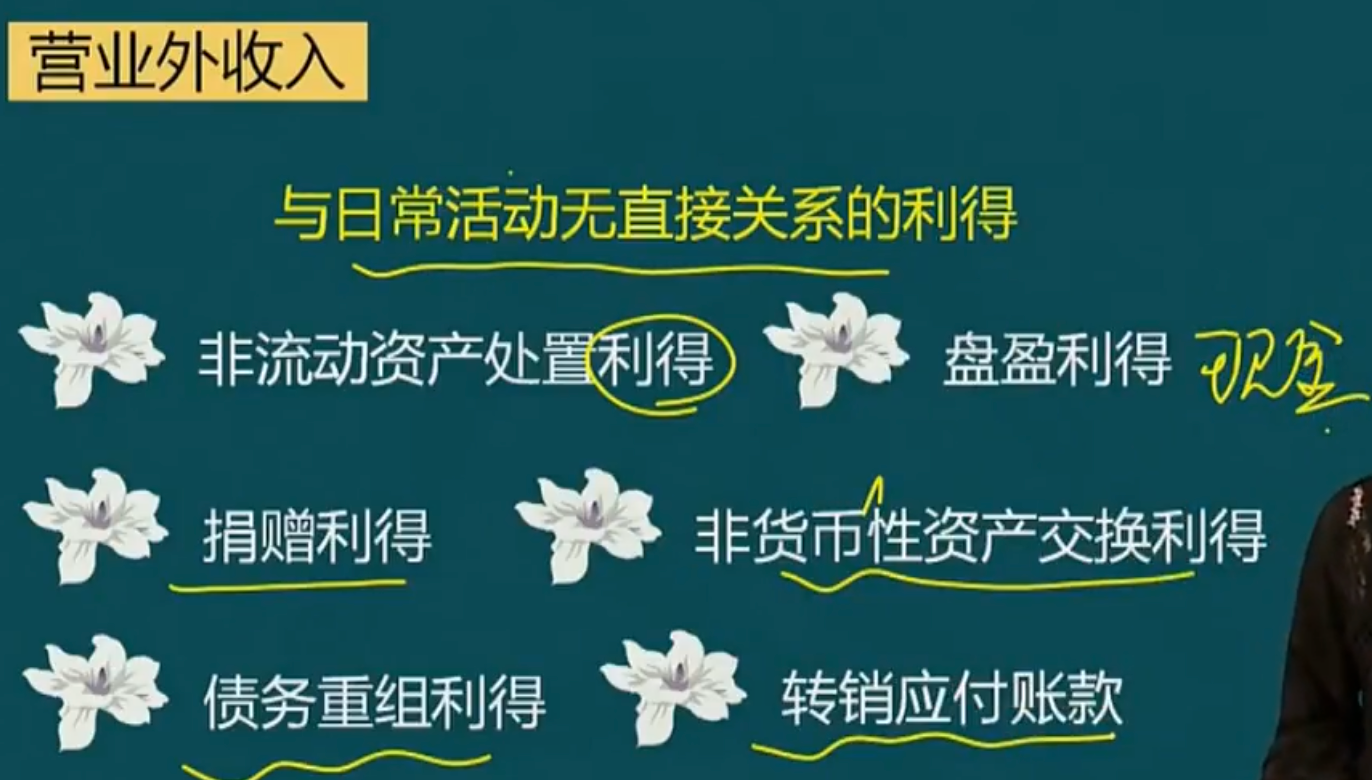 营业外收入
与日常活动无直接关系的利得
非流动资产处置利得 盘盈利得 现金
捐赠利得 非货币性资产交换利得
债务重组利得 转销应付账款